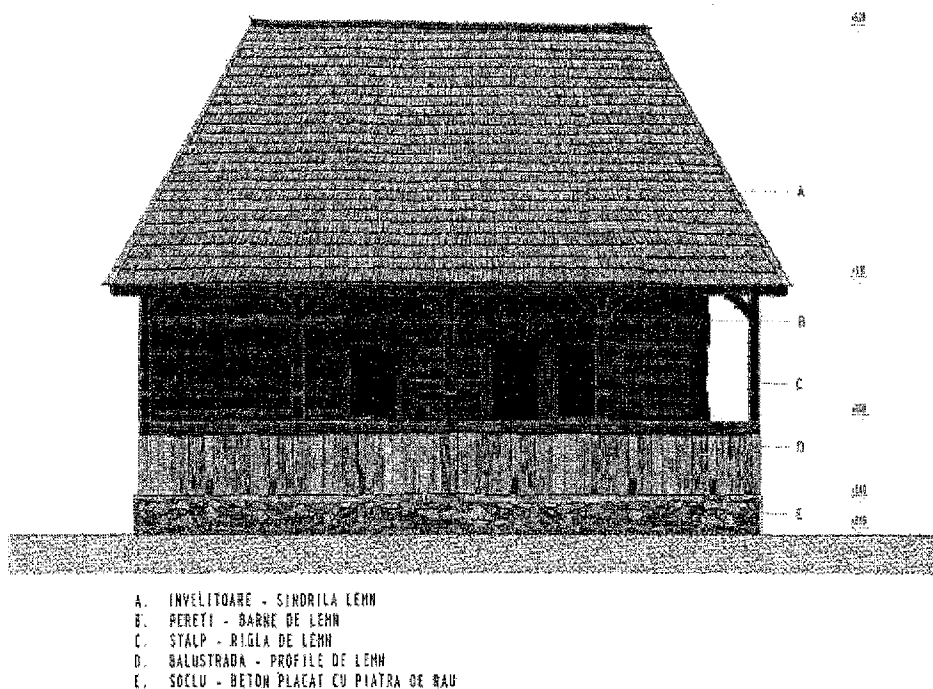 A
B
C
D
E
A. INVELITOARE - SINDRILA LEMN
B. PERETI - BARNE DE LEMN
C. STALP - RIGLA DE LEMN
D. BALUSTRADA - PROFILE DE LEMN
E. SOCLU - BETON PLACAT CU PIATRA DE RAU